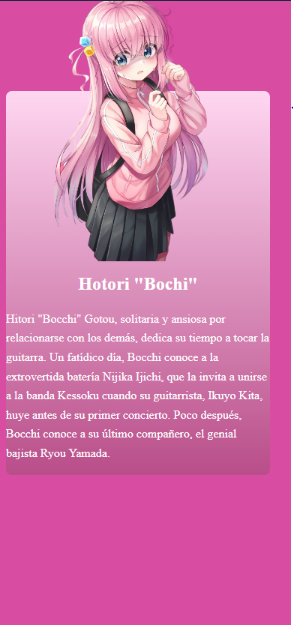 Hotori "Bochi"
Hitori "Bocchi" Gotou, solitaria y ansiosa por
relacionarse con los demás, dedica su tiempo a tocar la
guitarra. Un fatídico día, Bocchi conoce a la
extrovertida batería Nijika Ijichi, que la invita a unirse
a la banda Kessoku cuando su guitarrista, Ikuyo Kita,
huye antes de su primer concierto. Poco después,
Bocchi conoce a su último compañero, el genial
bajista Ryou Yamada.